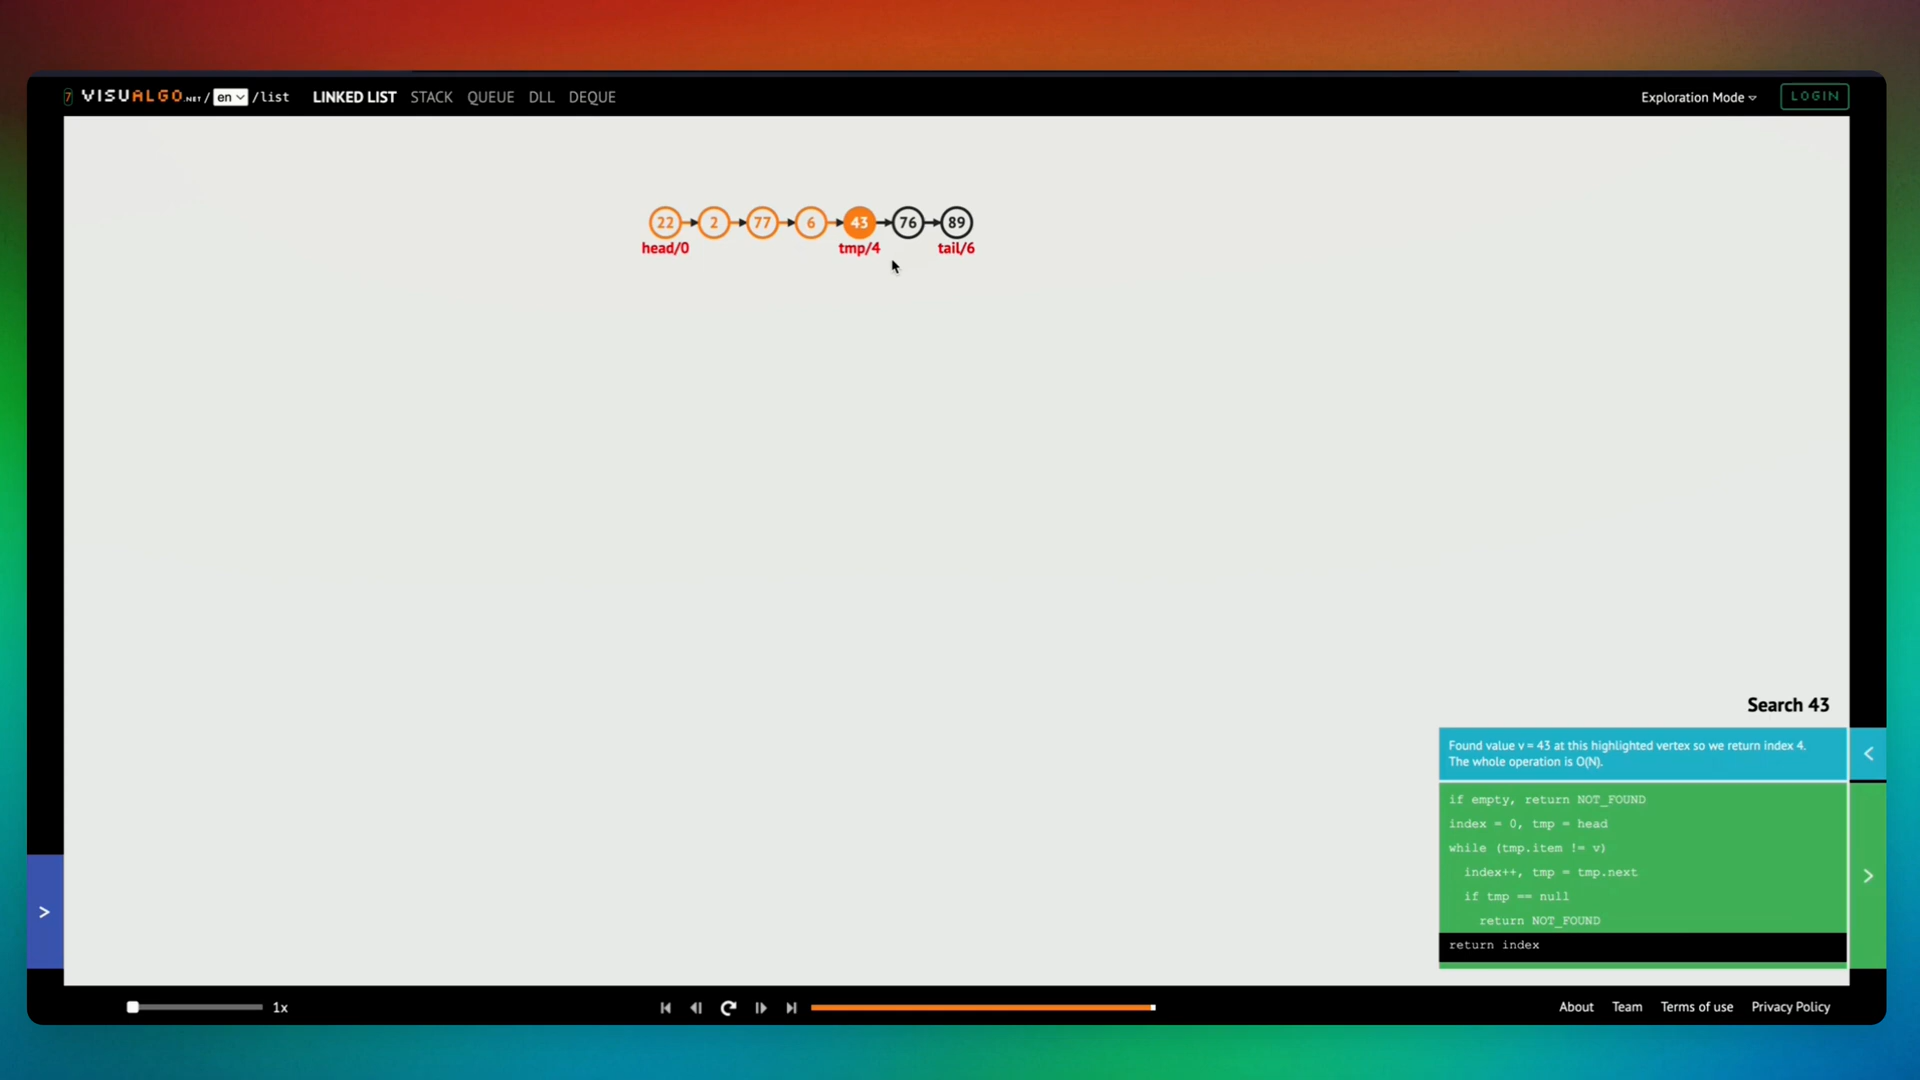 7 VISUALGO.NET / en /list LINKED LIST STACK QUEUE DLL DEQUE Exploration Mode LOGIN
22 2 77 6 43 76 89
head/0 tmp/4 tail/6
Search 43
Found value v = 43 at this highlighted vertex so we return index 4.
The whole operation is O(N).
if empty, return NOT_FOUND
index = 0, tmp = head
while (tmp.item != v)
index++, tmp = tmp.next
if tmp == null
return NOT_FOUND
return index
1x About Team Terms of use Privacy Policy